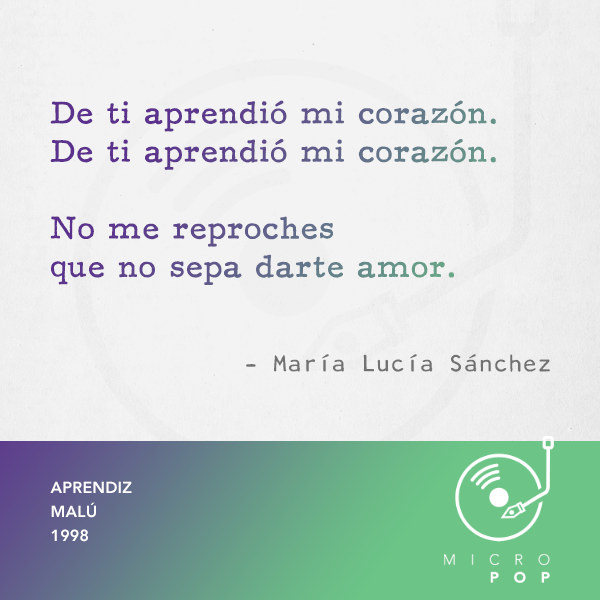 De ti aprendió mi corazón.
De ti aprendió mi corazón.
No me reproches
que no sepa darte amor.
– María Lucía Sánchez
APRENDIZ
MALÚ
1998
MICRO
POP